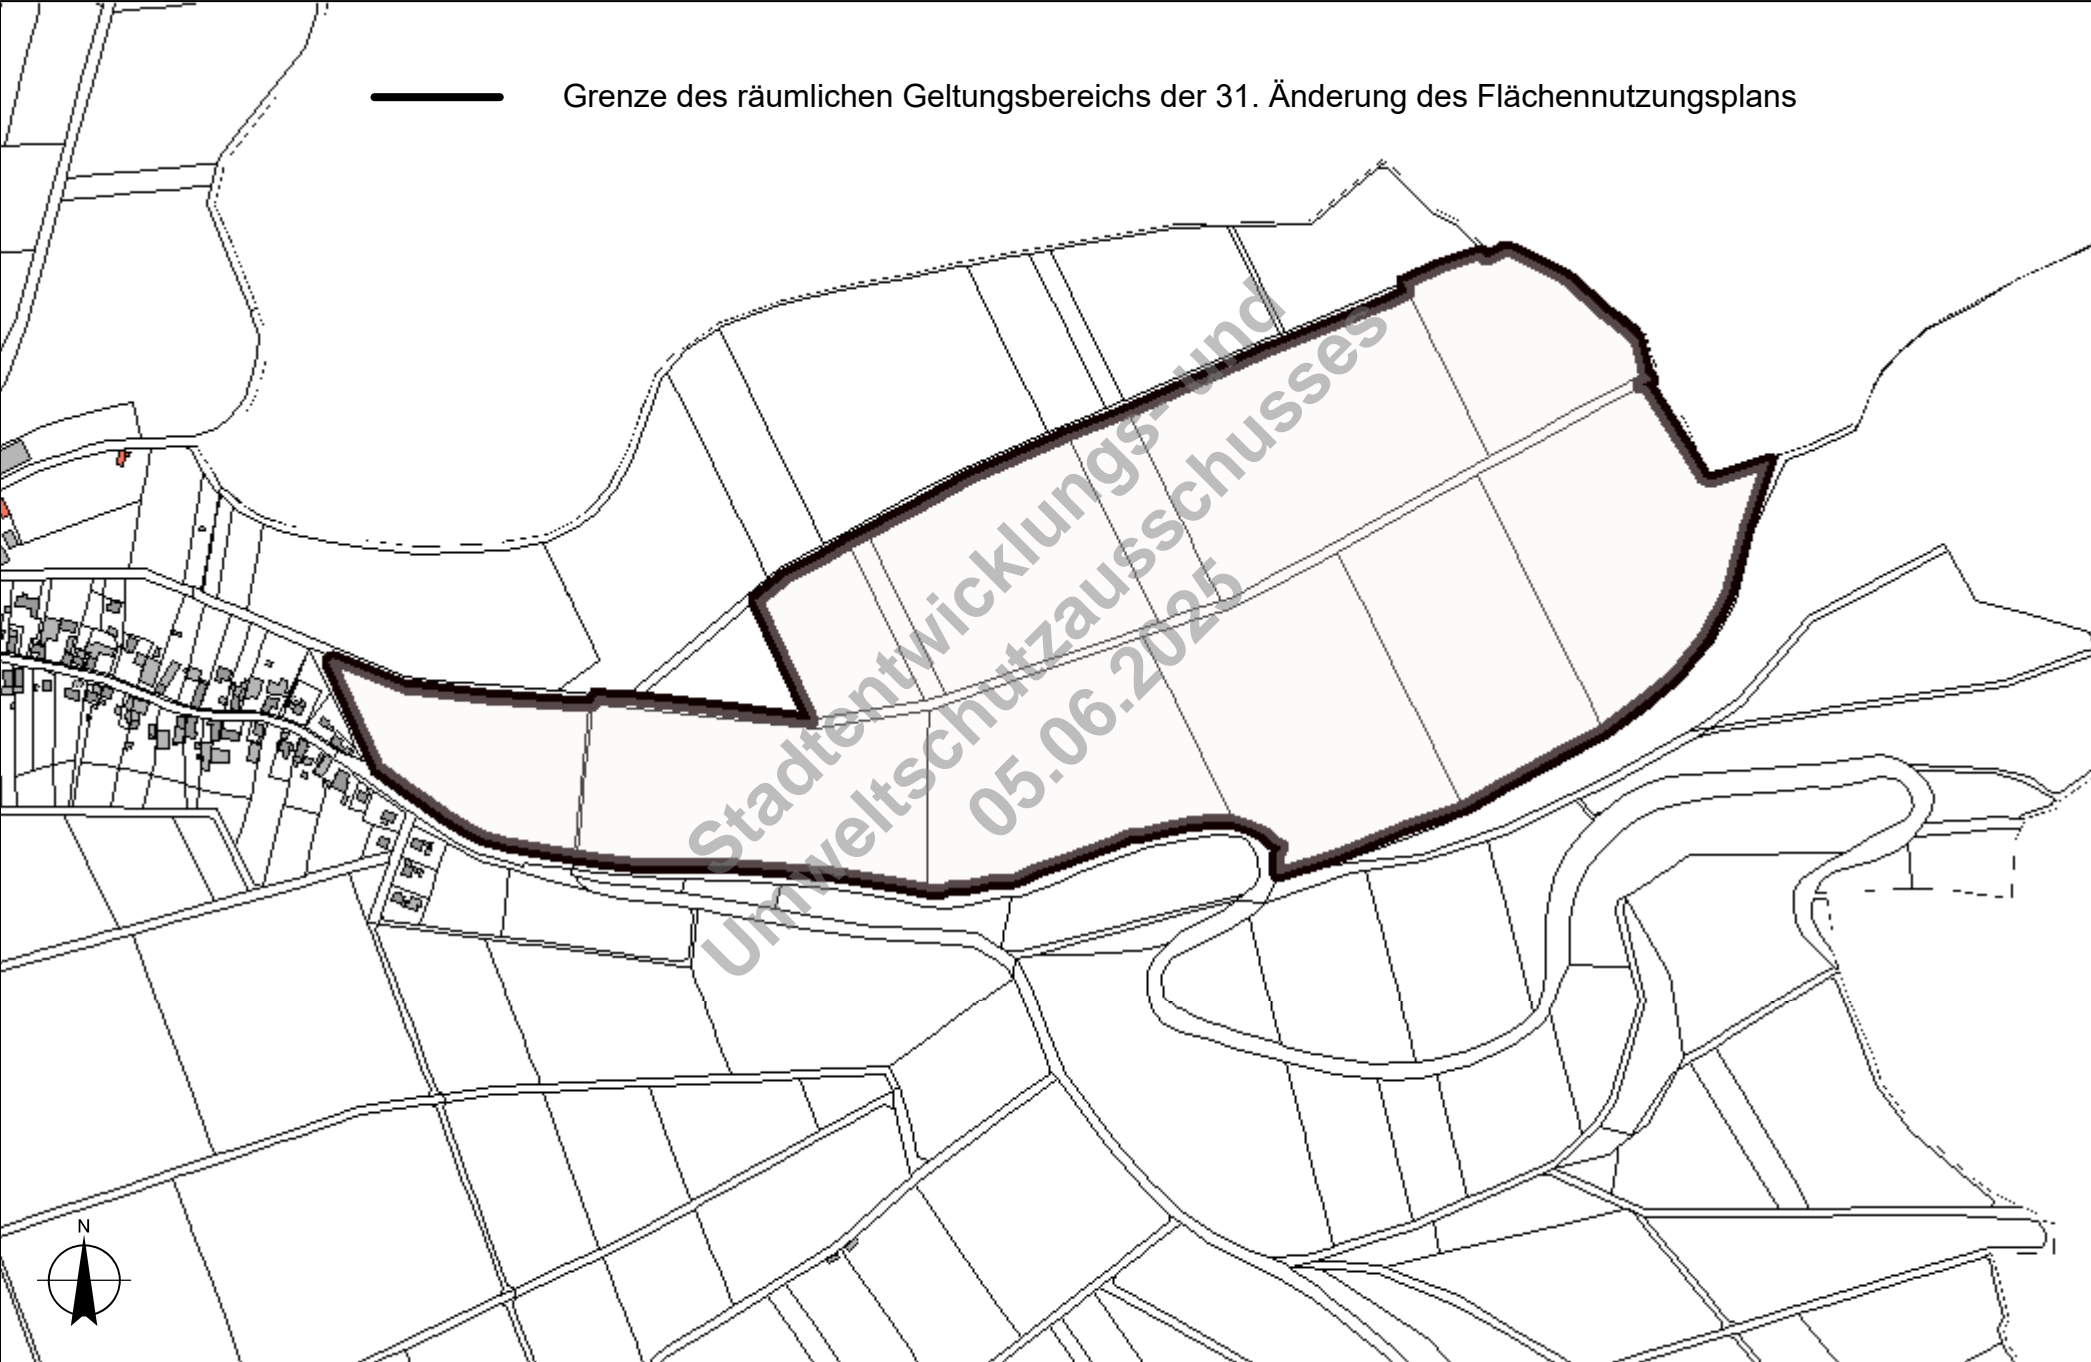 Grenze des räumlichen Geltungsbereichs der 31. Änderung des Flächennutzungsplans
Stadtentwicklungs- und
Umweltschutzausschusses
05.06.2025
N